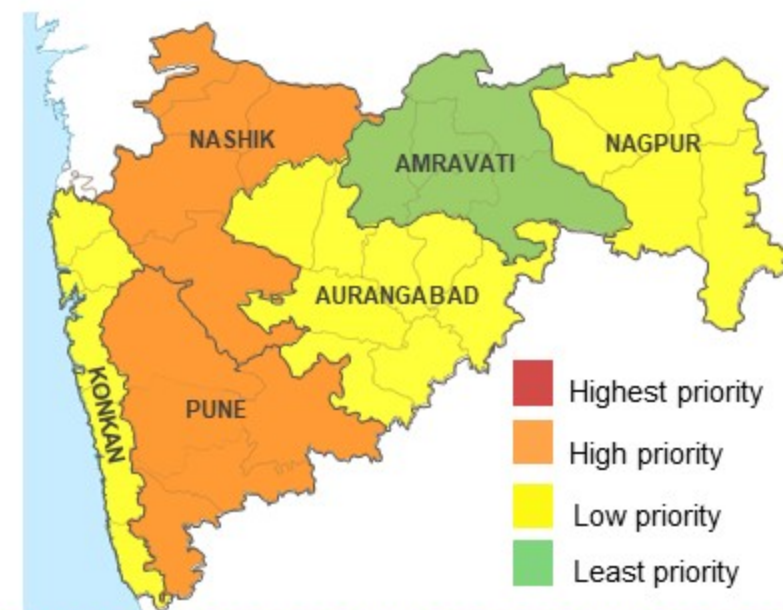 NASHIK
AMRAVATI
NAGPUR
AURANGABAD
KONKAN
PUNE
Highest priority
High priority
Low priority
Least priority